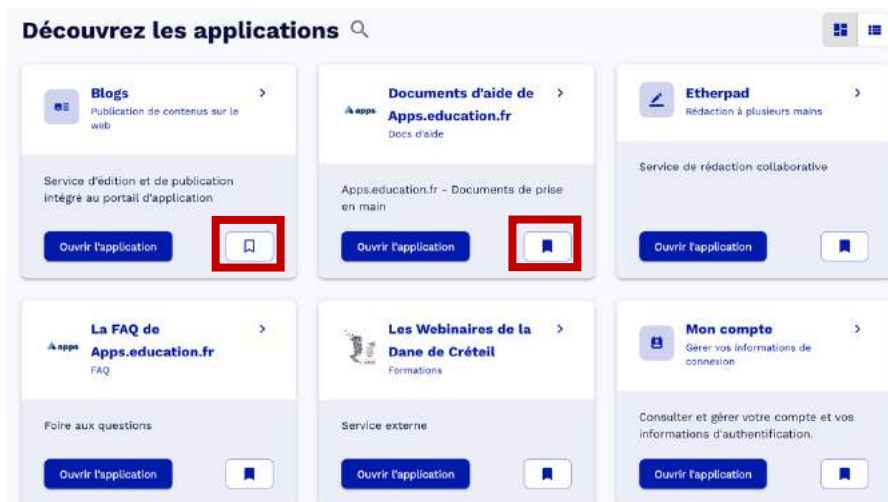 Découvrez les applications
Blogs
Publication de contenus sur le
web
Service d'édition et de publication
intégré au portail d'application
Ouvrir l'application
apps
Documents d'aide de
Apps.education.fr
Docs d'aide
Apps.education.fr - Documents de prise
en main
Ouvrir l'application
Etherpad
Rédaction à plusieurs mains
Service de rédaction collaborative
Ouvrir l'application
apps
La FAQ de
Apps.education.fr
FAQ
Foire aux questions
Ouvrir l'application
Les Webinaires de la
Dane de Créteil
Formations
Service externe
Ouvrir l'application
Mon compte
Gérer vos informations de
connexion
Consulter et gérer votre compte et vos
informations d'authentification.
Ouvrir l'application